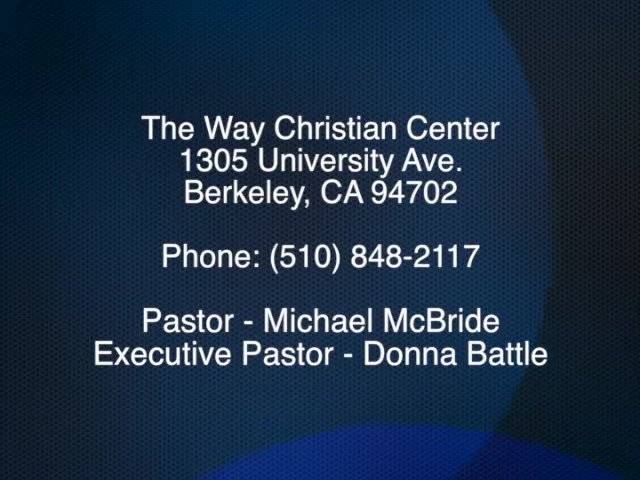 The Way Christian Center
1305 University Ave.
Berkeley, CA 94702
Phone: (510) 848-2117
Pastor - Michael McBride
Executive Pastor - Donna Battle